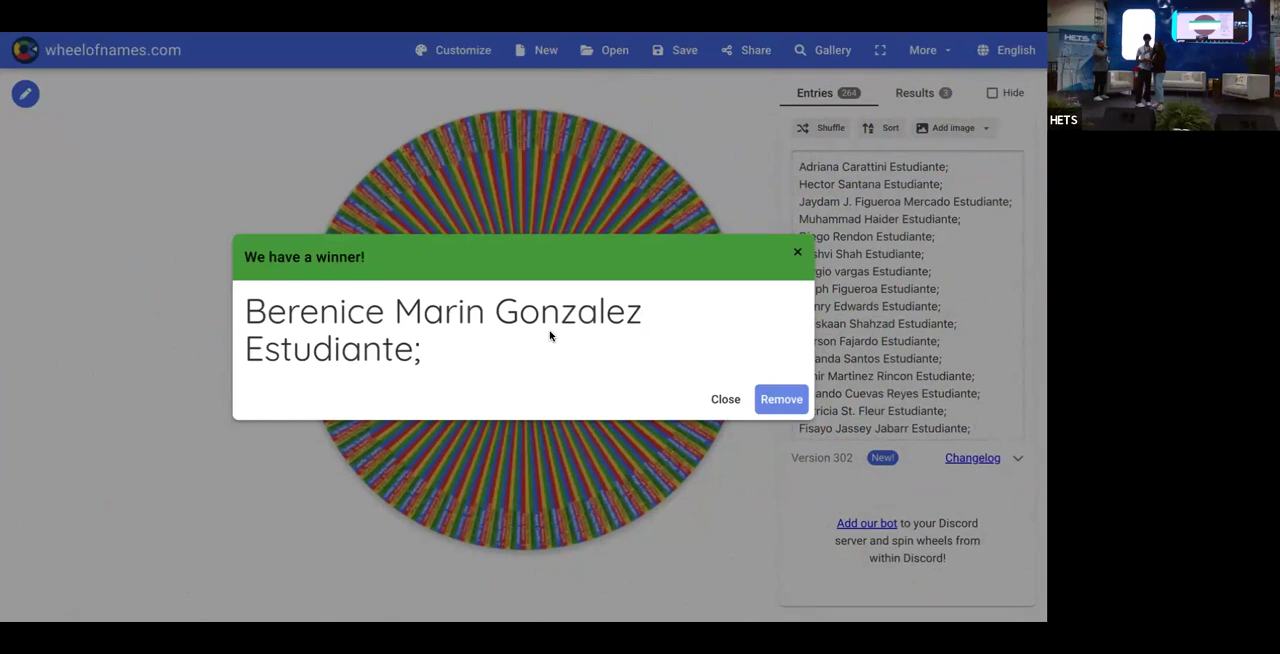 wheelofnames.com
Customize
New
Open
Save
Share
Gallery
More
English
Entries 264
Results 3
Hide
Shuffle
Sort
Add image
Adriana Carattini Estudiante;
Hector Santana Estudiante;
Jaydam J. Figueroa Mercado Estudiante;
Muhammad Haider Estudiante;
Rendon Estudiante;
Shah Estudiante;
vargas Estudiante;
Figueroa Estudiante;
Edwards Estudiante;
Shahzad Estudiante;
Fajardo Estudiante;
Santos Estudiante;
Martinez Rincon Estudiante;
Cuevas Reyes Estudiante;
St. Fleur Estudiante;
Fisayo Jassey Jabarr Estudiante;
We have a winner!
Berenice Marin Gonzalez
Estudiante;
Close
Remove
Version 302
New!
Changelog
Add our bot to your Discord
server and spin wheels from
within Discord!
HETS
HETS